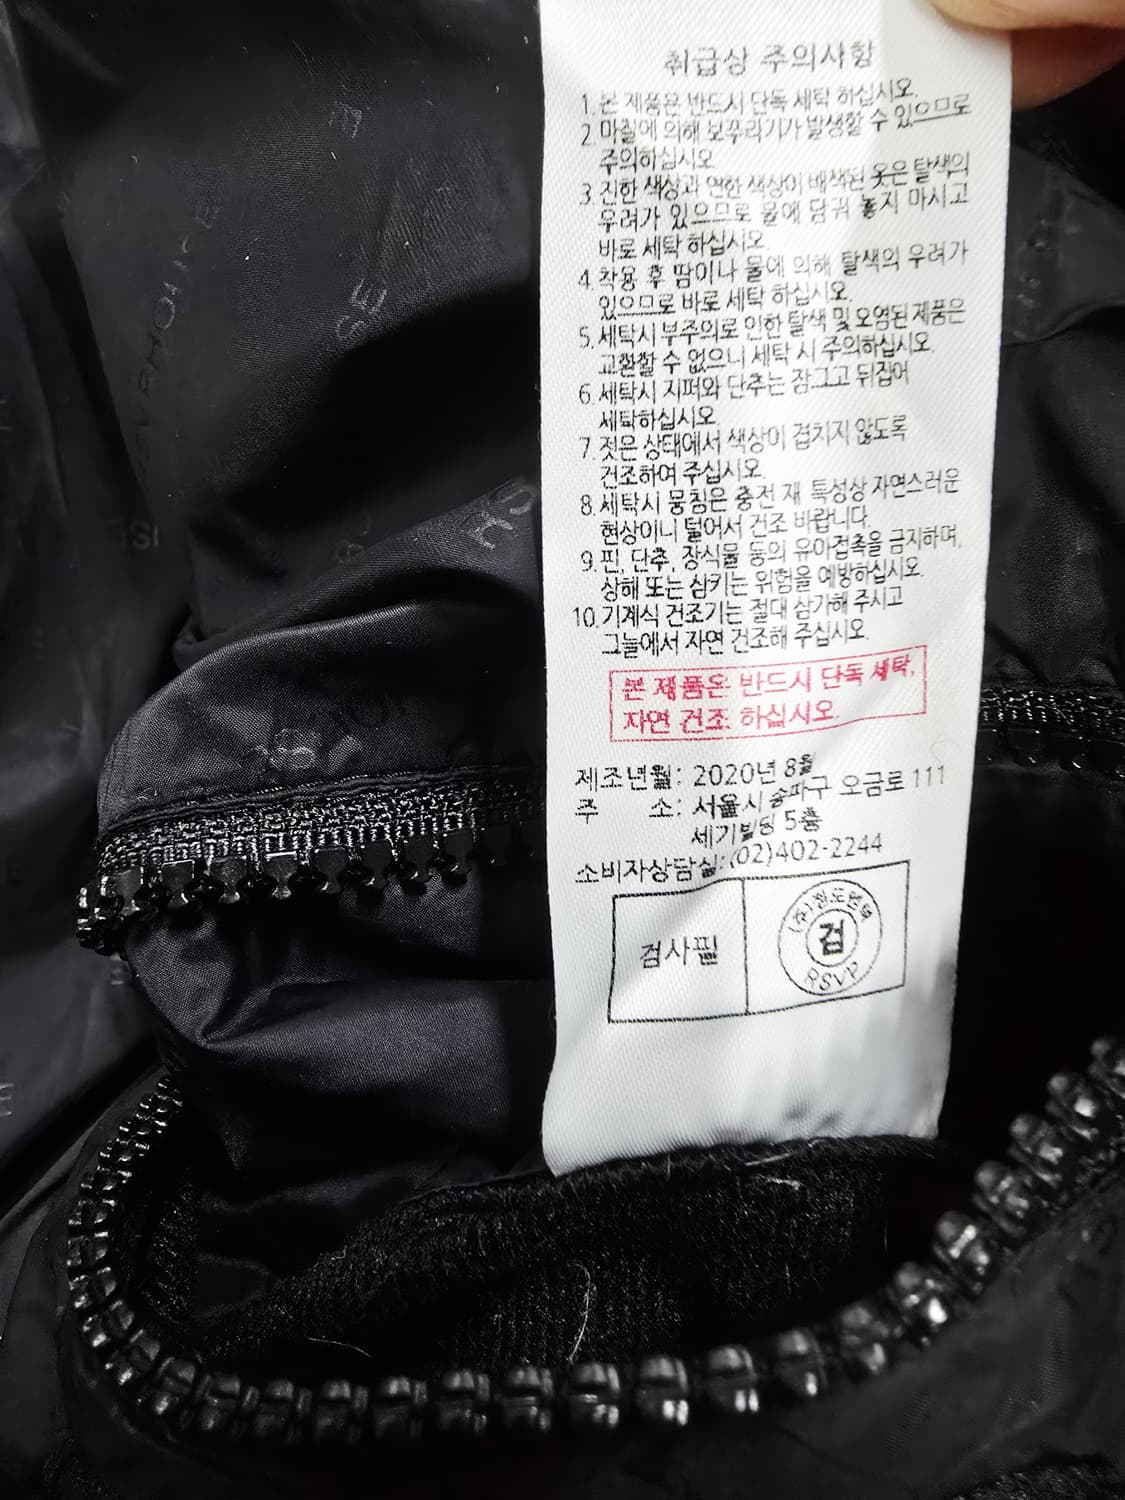 취급상 주의사항
1. 본 제품은 반드시 단독 세탁 하십시오.
2. 마찰에 의해 보푸라기가 발생할 수 있으므로
주의하십시오.
3. 진한 색상과 연한 색상이 배색된 옷은 탈색의
우려가 있으므로 물에 담궈 놓지 마시고
바로 세탁 하십시오.
4. 착용 후 땀이나 물에 의해 탈색의 우려가
있으므로 바로 세탁 하십시오.
5. 세탁시 부주의로 인한 탈색 및 오염된 제품은
교환할 수 없으니 세탁 시 주의하십시오.
6. 세탁시 지퍼와 단추는 잠그고 뒤집어
세탁하십시오.
7. 젖은 상태에서 색상이 겹치지 않도록
건조하여 주십시오.
8. 세탁시 뭉침은 충전 재 특성상 자연스러운
현상이니 털어서 건조 바랍니다.
9. 핀, 단추, 장식물 등의 유아접촉을 금지하며,
상해 또는 삼키는 위험을 예방하십시오.
10. 기계식 건조기는 절대 삼가해 주시고
그늘에서 자연 건조해 주십시오.
본 제품은 반드시 단독 세탁,
자연 건조 하십시오.
제조년월: 2020년 8월
주 소: 서울시 송파구 오금로 111
세기빌딩 5층
소비자상담실: (02)402-2244
검사필
검
RSVP